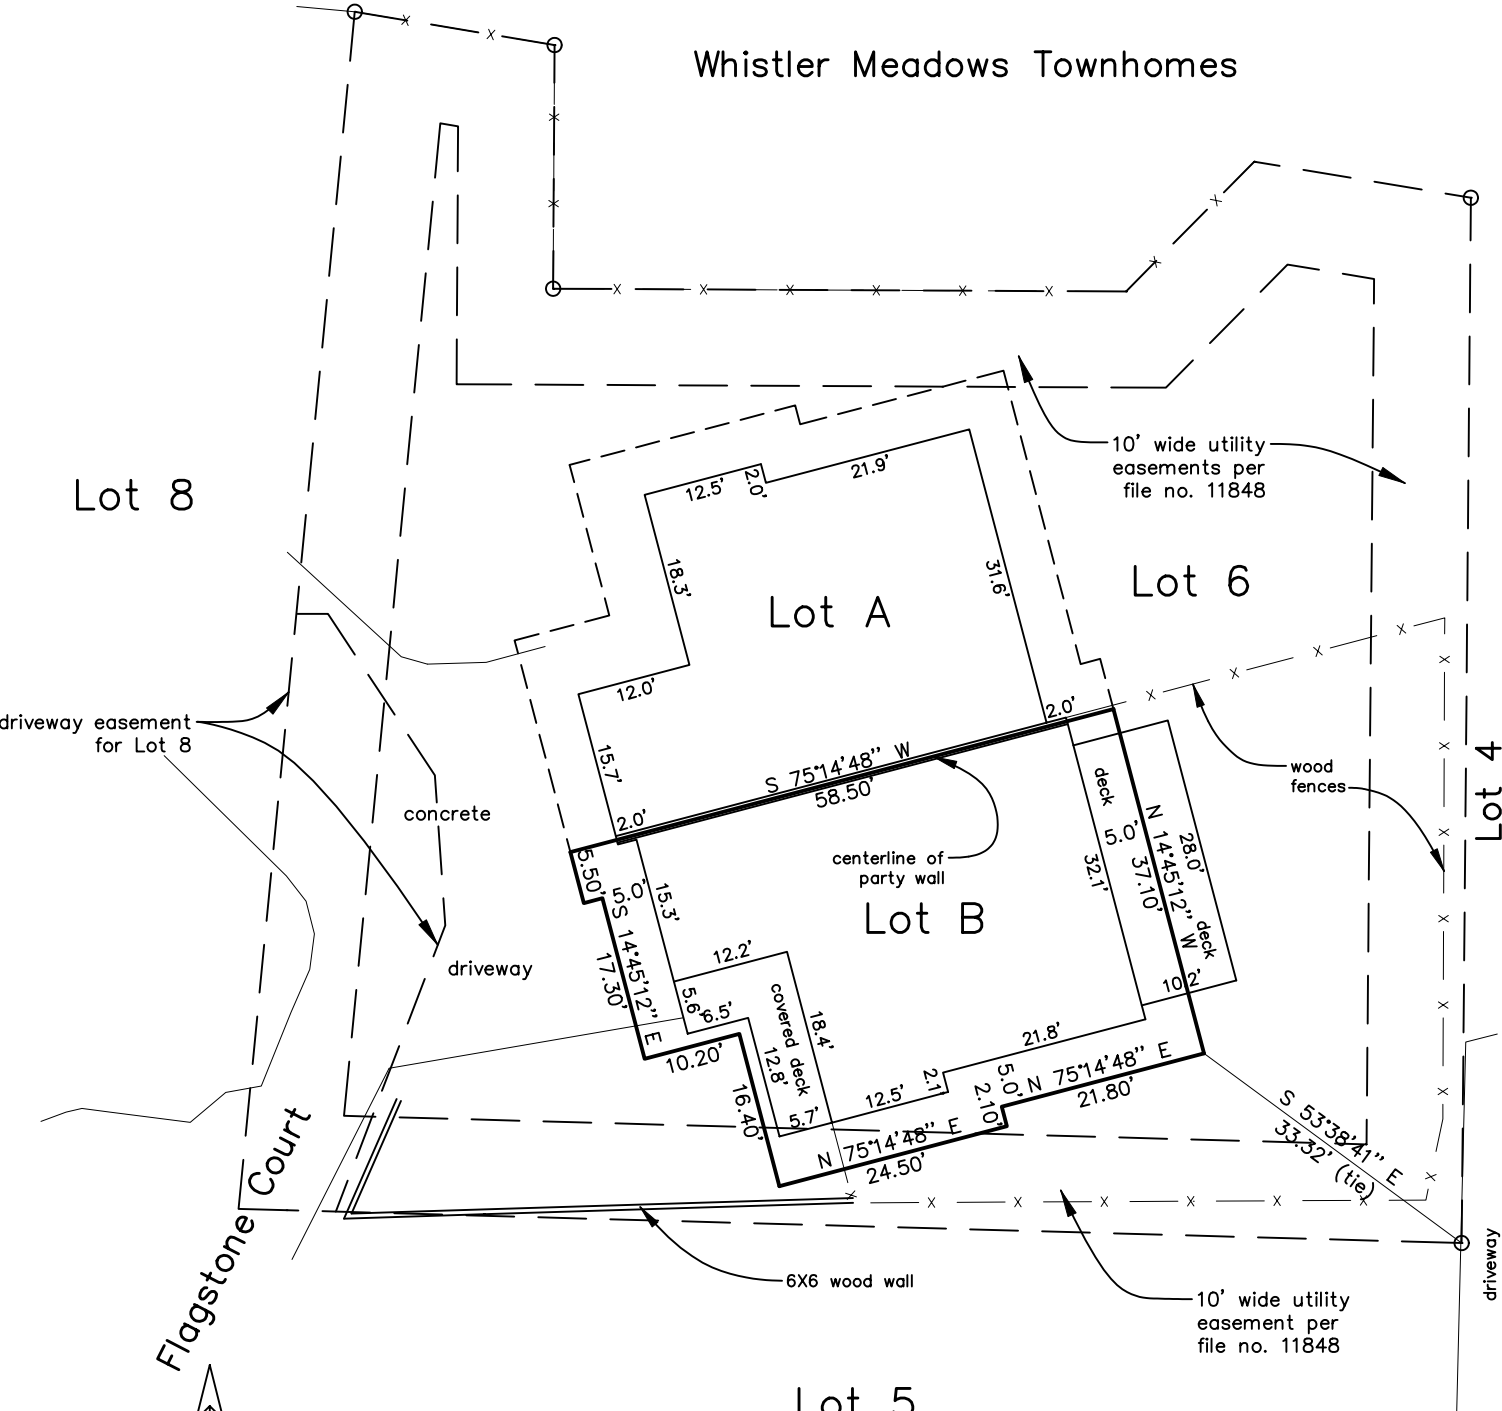 Whistler Meadows Townhomes
10' wide utility
easements per
file no. 11848
Lot 8
21.9'
2.0'
12.5'
18.3'
31.6'
Lot 6
Lot A
12.0'
2.0'
driveway easement
for Lot 8
15.7'
S 75°14'48" W
58.50'
wood
fences
Lot 4
deck
concrete
2.0'
5.0'
N 14°45'12" W
37.10'
28.0'
centerline of
party wall
5.50'
5.0'
15.3'
32.1'
Lot B
deck
S 14°45'12" E
17.30'
12.2'
driveway
10.2'
5.6'
6.5'
covered deck
18.4'
21.8'
10.20'
12.8'
2.1
5.0'
N 75°14'48" E
21.80'
12.5'
2.10'
16.40'
5.7'
N 75°14'48" E
24.50'
S 53°38'41" E
33.32' (tie)
Flagstone Court
driveway
6X6 wood wall
10' wide utility
easement per
file no. 11848
Lot 5